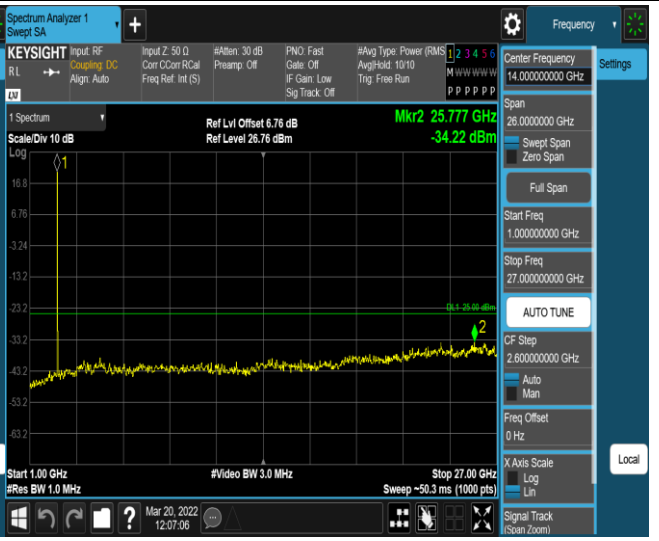 Spectrum Analyzer 1
Swept SA
Frequency
KEYSIGHT
Input: RF
Input Z: 50 Ω
#Atten: 30 dB
PNO: Fast
#Avg Type: Power (RMS
1 2 3 4 5 6
RL
Coupling: DC
Corr CCorr RCal
Preamp: Off
Gate: Off
Avg|Hold: 10/10
M W W W W W
Align: Auto
Freq Ref: Int (S)
IF Gain: Low
Trig: Free Run
Sig Track: Off
P P P P P P
LXI
1 Spectrum
Ref Lvl Offset 6.76 dB
Mkr2 25.777 GHz
Scale/Div 10 dB
Ref Level 26.76 dBm
-34.22 dBm
Log
1
16.8
6.76
-3.24
-13.2
-23.2
DL1 -25.00 dBm
2
-33.2
-43.2
-53.2
-63.2
Start 1.00 GHz
#Video BW 3.0 MHz
Stop 27.00 GHz
#Res BW 1.0 MHz
Sweep ~50.3 ms (1000 pts)
?
Mar 20, 2022
12:07:06
Center Frequency
14.000000000 GHz
Span
26.0000000 GHz
Swept Span
Zero Span
Full Span
Start Freq
1.000000000 GHz
Stop Freq
27.000000000 GHz
AUTO TUNE
CF Step
2.600000000 GHz
Auto
Man
Freq Offset
0 Hz
X Axis Scale
Log
Lin
Signal Track
(Span Zoom)
Settings
Local